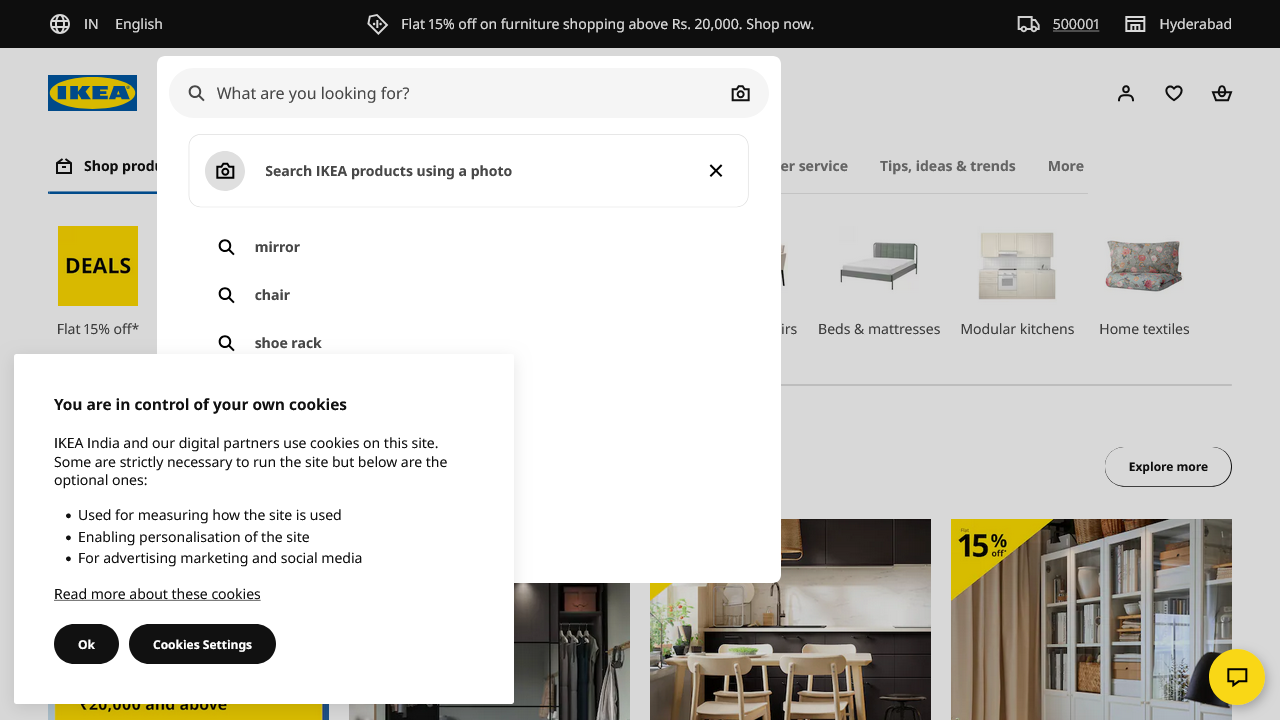 IN English
Flat 15% off on furniture shopping above Rs. 20,000. Shop now.
500001 Hyderabad
IKEA
What are you looking for?
Search IKEA products using a photo
mirror
chair
shoe rack
Shop
er service
Tips, ideas & trends
More
DEALS
Flat 15% off*
irs
Beds & mattresses
Modular kitchens
Home textiles
Explore more
Flat
15%
off*
You are in control of your own cookies
IKEA India and our digital partners use cookies on this site.
Some are strictly necessary to run the site but below are the
optional ones:
• Used for measuring how the site is used
• Enabling personalisation of the site
• For advertising marketing and social media
Read more about these cookies
Ok
Cookies Settings
₹20,000 and above